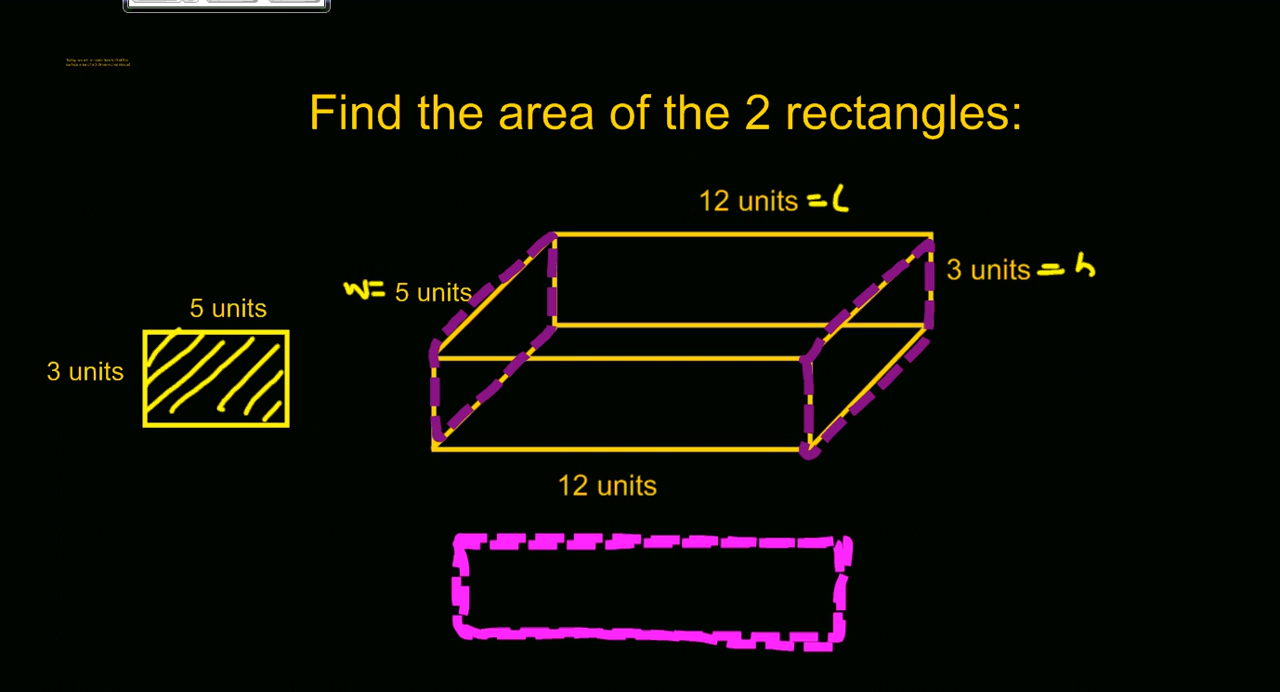 Find the area of the 2 rectangles:
12 units = L
3 units = h
w= 5 units
5 units
3 units
12 units